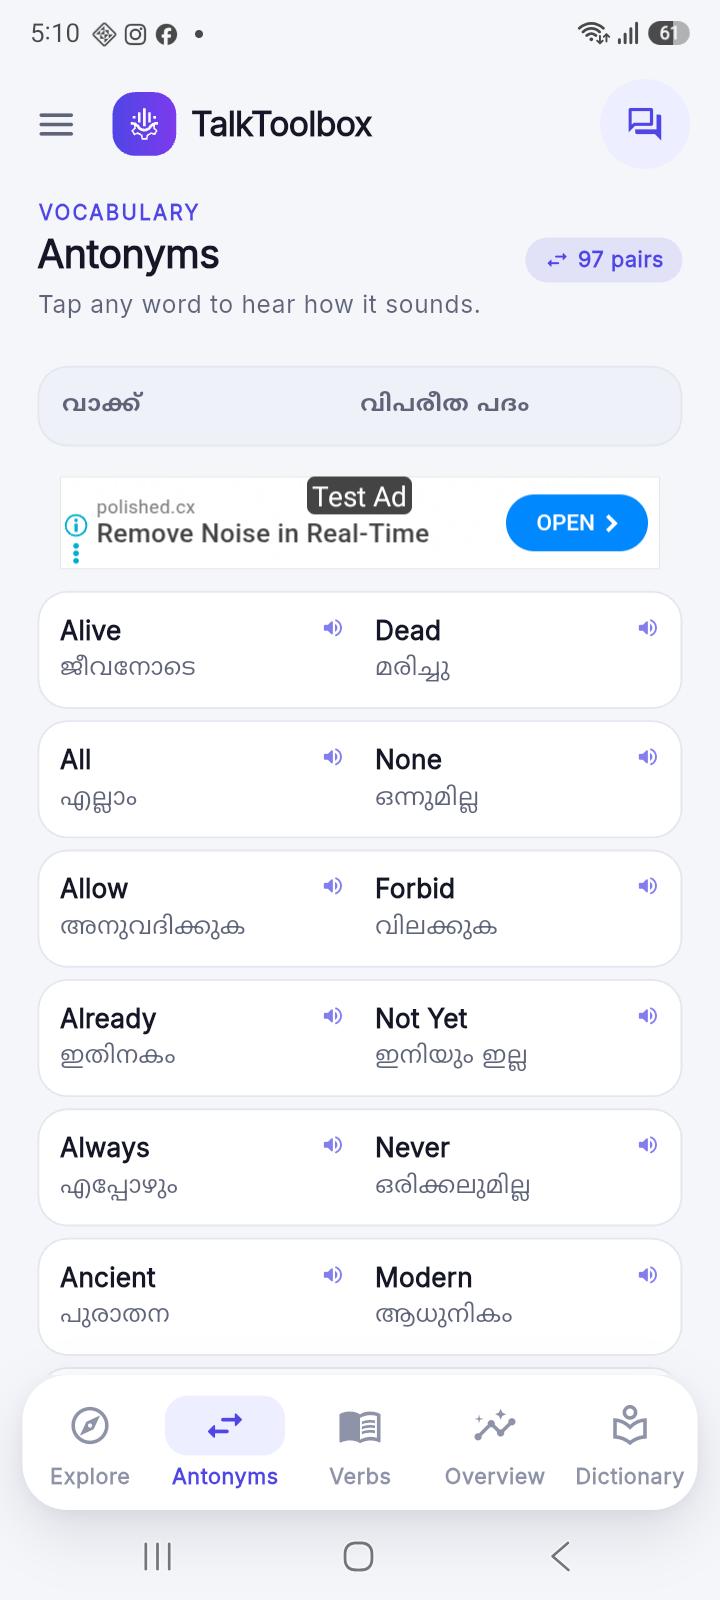 5:10
61
TalkToolbox
VOCABULARY
Antonyms
97 pairs
Tap any word to hear how it sounds.
വാക്ക് വിപരീത പദം
Test Ad
polished.cx
Remove Noise in Real-Time
OPEN
Alive Dead
ജീവനോടെ മരിച്ചു
All None
എല്ലാം ഒന്നുമില്ല
Allow Forbid
അനുവദിക്കുക വിലക്കുക
Already Not Yet
ഇതിനകം ഇനിയും ഇല്ല
Always Never
എപ്പോഴും ഒരിക്കലുമില്ല
Ancient Modern
പുരാതന ആധുനികം
Explore Antonyms Verbs Overview Dictionary